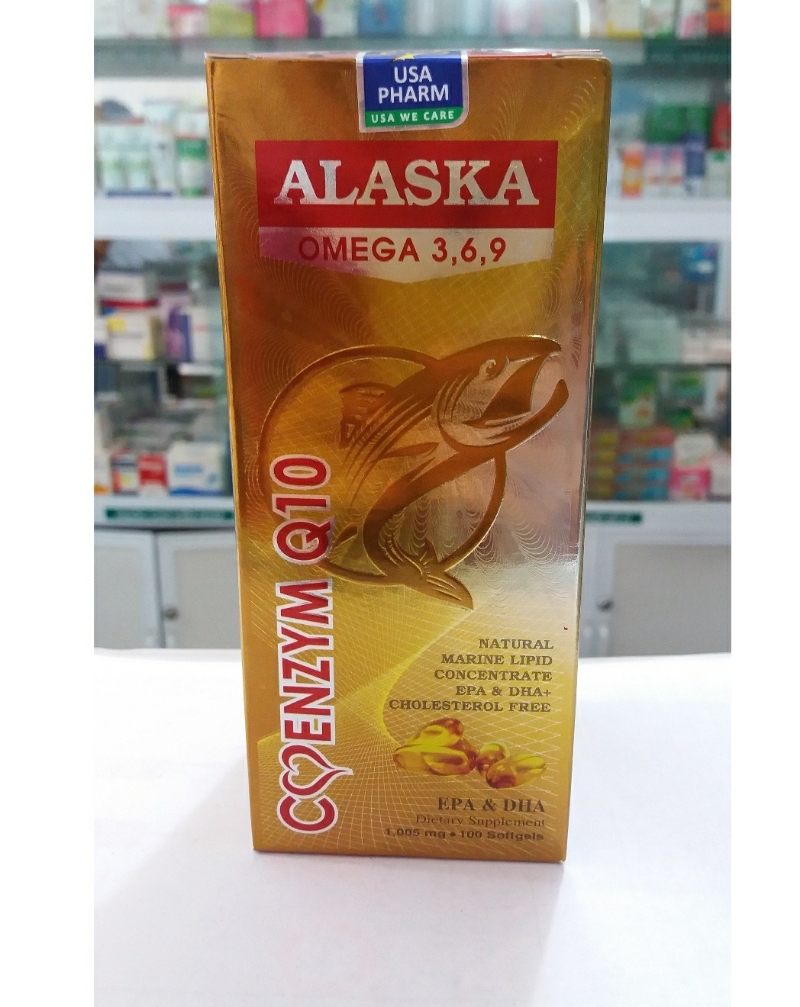 USA
PHARM
USA WE CARE
ALASKA
OMEGA 3,6,9
COENZYM Q10
NATURAL
MARINE LIPID
CONCENTRATE
EPA & DHA+
CHOLESTEROL FREE
EPA & DHA
Dietary Supplement
1,005 mg • 100 Softgels